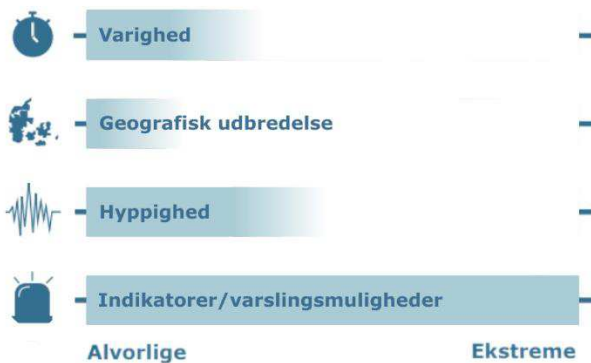 Varighed
Geografisk udbredelse
Hyppighed
Indikatorer/varslingsmuligheder
Alvorlige Ekstreme